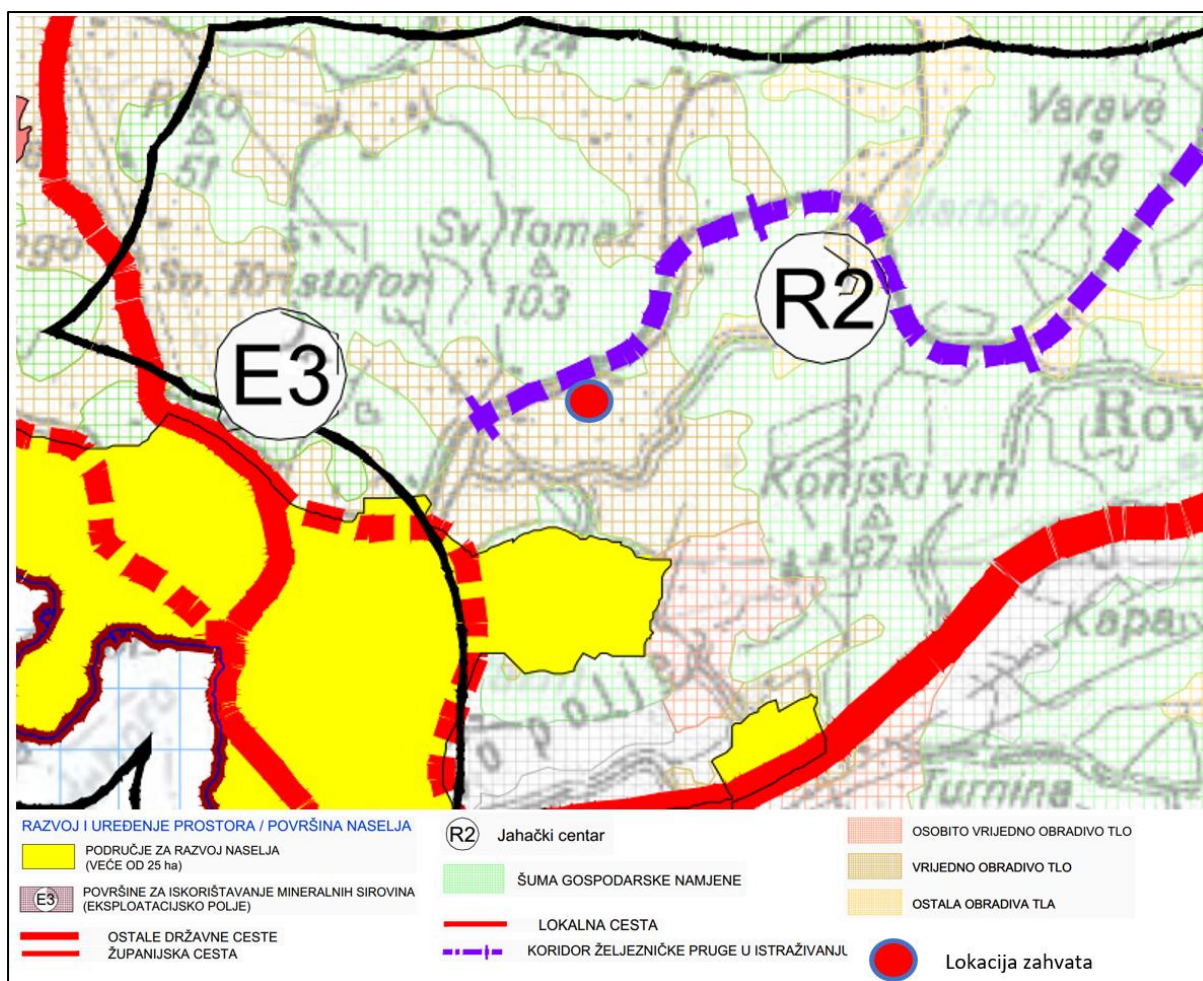 124
Varave
51
149
Sv. Tomaž
Sn. Kristofor
103
R2
E3
Rov
Konjski vrh
87
Kapa
Turnina
RAZVOJ I UREĐENJE PROSTORA / POVRŠINA NASELJA
PODRUČJE ZA RAZVOJ NASELJA
(VEĆE OD 25 ha)
E3
POVRŠINE ZA ISKORIŠTAVANJE MINERALNIH SIROVINA
(EKSPLOATACIJSKO POLJE)
OSTALE DRŽAVNE CESTE
ŽUPANIJSKA CESTA
R2
Jahački centar
ŠUMA GOSPODARSKE NAMJENE
LOKALNA CESTA
KORIDOR ŽELJEZNIČKE PRUGE U ISTRAŽIVANJU
OSOBITO VRIJEDNO OBRADIVO TLO
VRIJEDNO OBRADIVO TLO
OSTALA OBRADIVA TLA
Lokacija zahvata